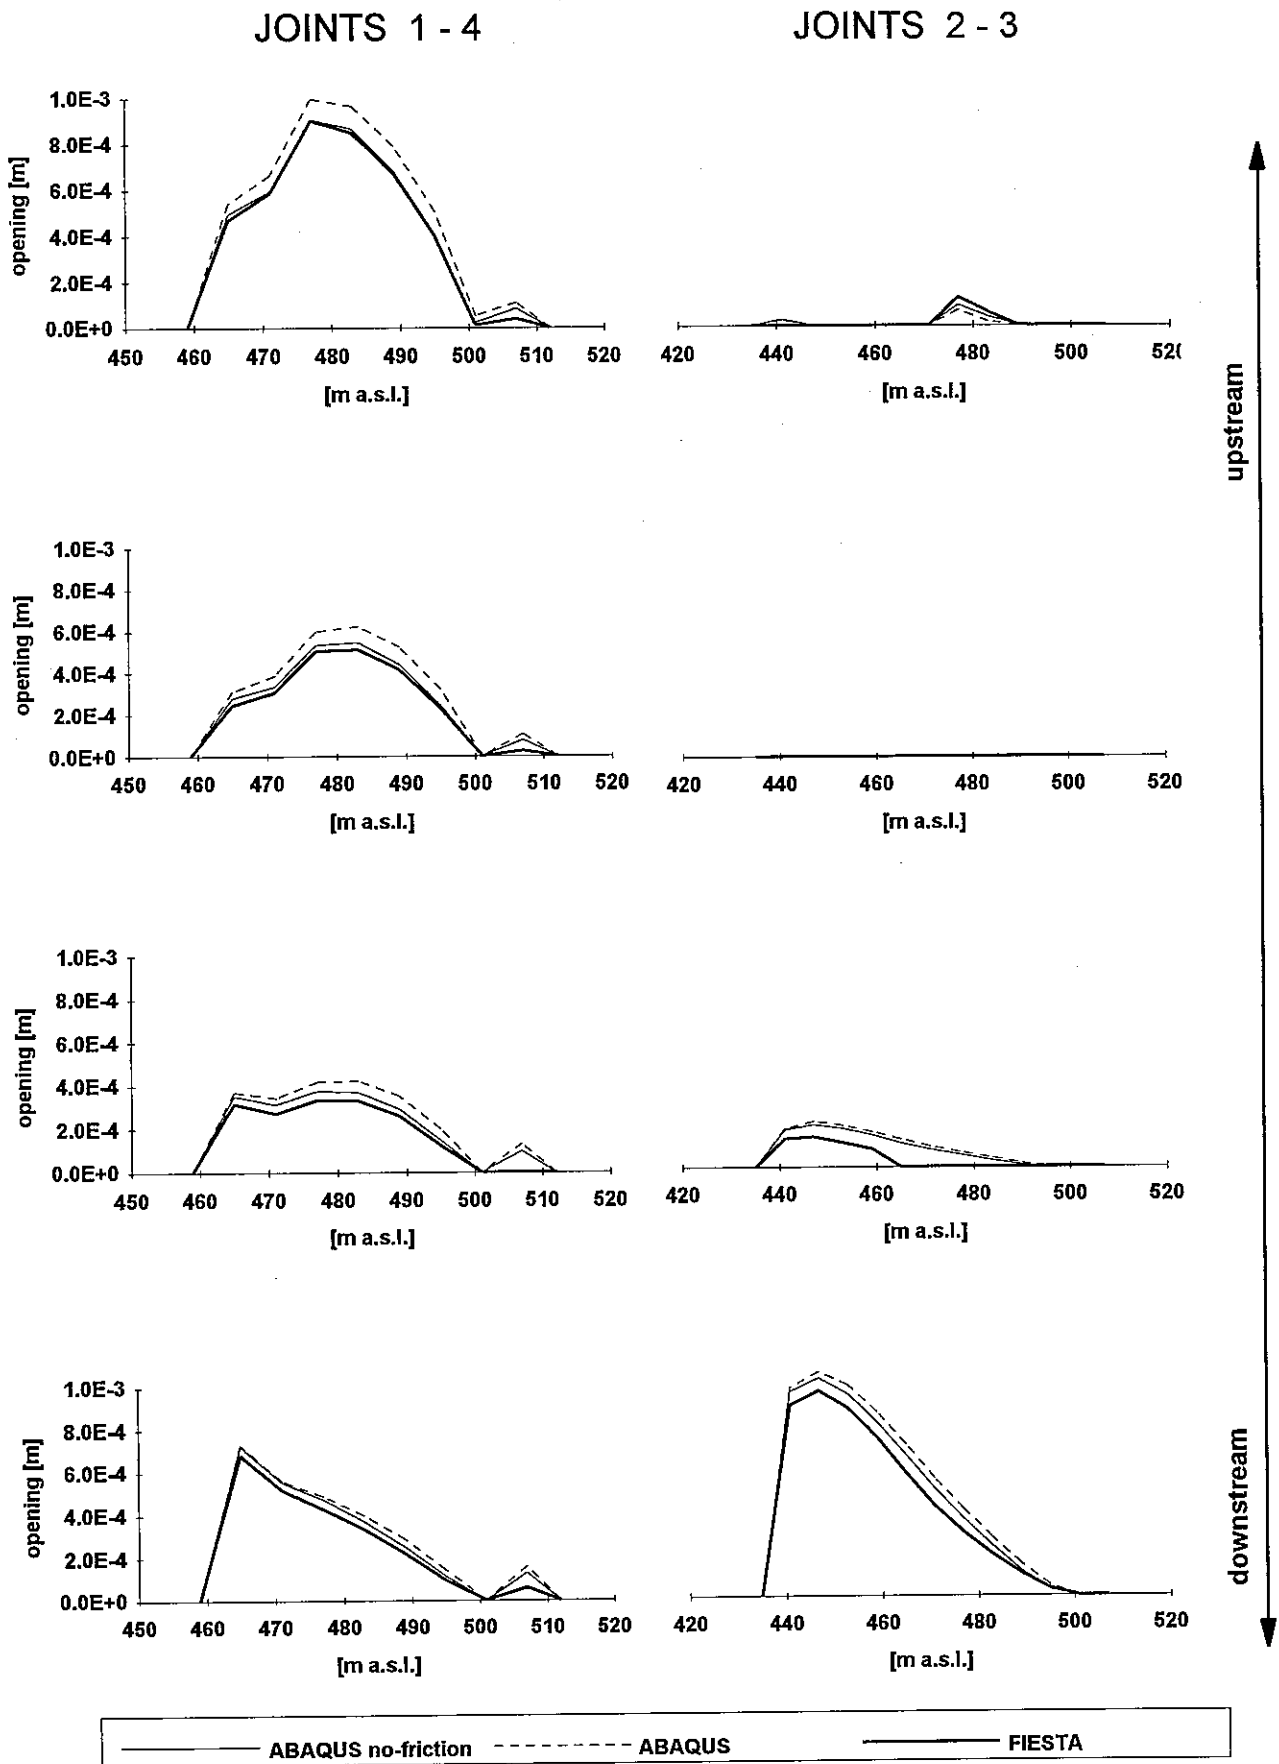 JOINTS 1 - 4
JOINTS 2 - 3
1.0E-3
8.0E-4
6.0E-4
4.0E-4
2.0E-4
0.0E+0
opening [m]
450 460 470 480 490 500 510 520
[m a.s.l.]
420 440 460 480 500 52(
[m a.s.l.]
upstream
1.0E-3
8.0E-4
6.0E-4
4.0E-4
2.0E-4
0.0E+0
opening [m]
450 460 470 480 490 500 510 520
[m a.s.l.]
420 440 460 480 500 520
[m a.s.l.]
1.0E-3
8.0E-4
6.0E-4
4.0E-4
2.0E-4
0.0E+0
opening [m]
450 460 470 480 490 500 510 520
[m a.s.l.]
420 440 460 480 500 520
[m a.s.l.]
1.0E-3
8.0E-4
6.0E-4
4.0E-4
2.0E-4
0.0E+0
opening [m]
450 460 470 480 490 500 510 520
[m a.s.l.]
420 440 460 480 500 520
[m a.s.l.]
downstream
ABAQUS no-friction ABAQUS FIESTA